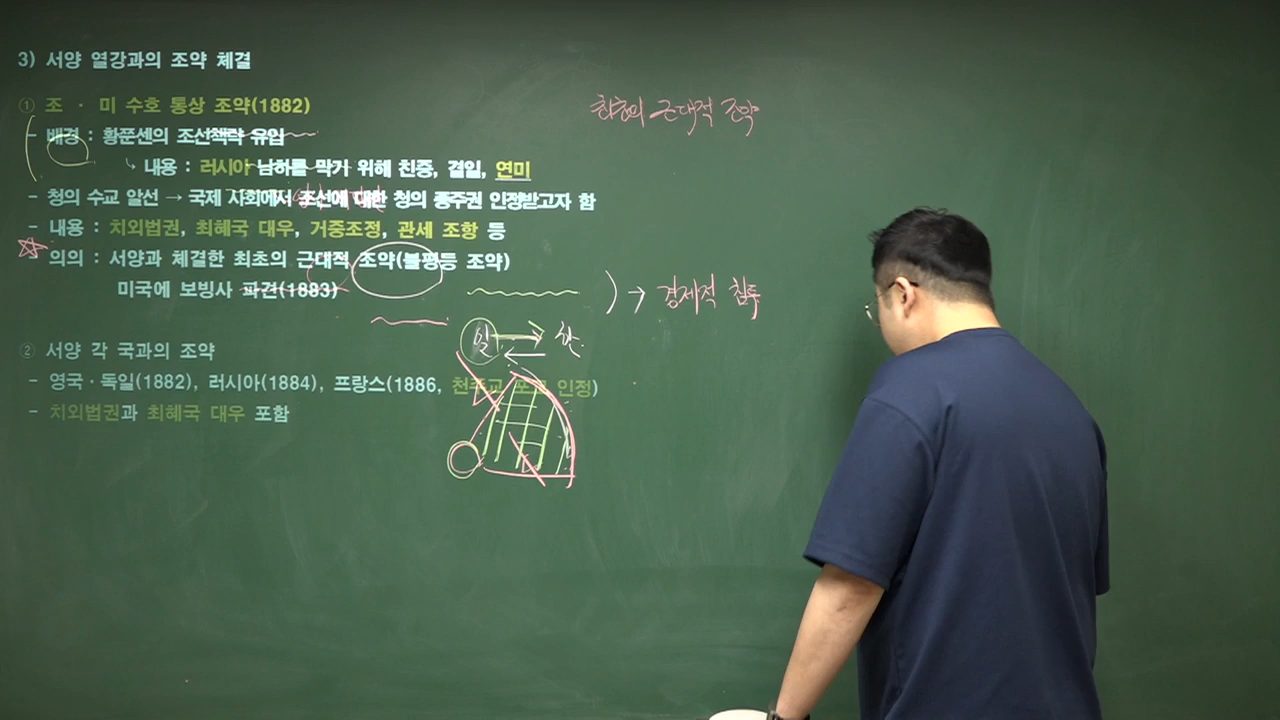 3) 서양 열강과의 조약 체결
① 조 · 미 수호 통상 조약(1882)
최초의 근대적 조약
- 배경 : 황쭌셴의 조선책략 유입
↳ 내용 : 러시아 남하를 막기 위해 친중, 결일, 연미
- 청의 수교 알선 → 국제 사회에서 조선에 대한 청의 종주권 인정받고자 함
- 내용 : 치외법권, 최혜국 대우, 거중조정, 관세 조항 등
- 의의 : 서양과 체결한 최초의 근대적 조약(불평등 조약)
미국에 보빙사 파견(1883)
) → 경제적 침투
일
② 서양 각 국과의 조약
- 영국·독일(1882), 러시아(1884), 프랑스(1886, 천주교 포교 인정)
- 치외법권과 최혜국 대우 포함